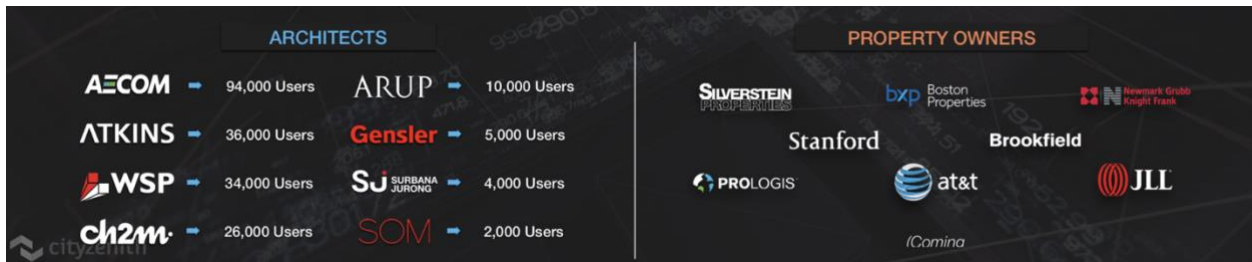 ARCHITECTS
AECOM 94,000 Users
ARUP 10,000 Users
ATKINS 36,000 Users
Gensler 5,000 Users
WSP 34,000 Users
SJ SURBANA JURONG 4,000 Users
ch2m 26,000 Users
SOM 2,000 Users
cityzenith
PROPERTY OWNERS
SILVERSTEIN
PROPERTIES
bxp Boston
Properties
Newmark Grubb
Knight Frank
Stanford
Brookfield
PROLOGIS
at&t
JLL
(Coming